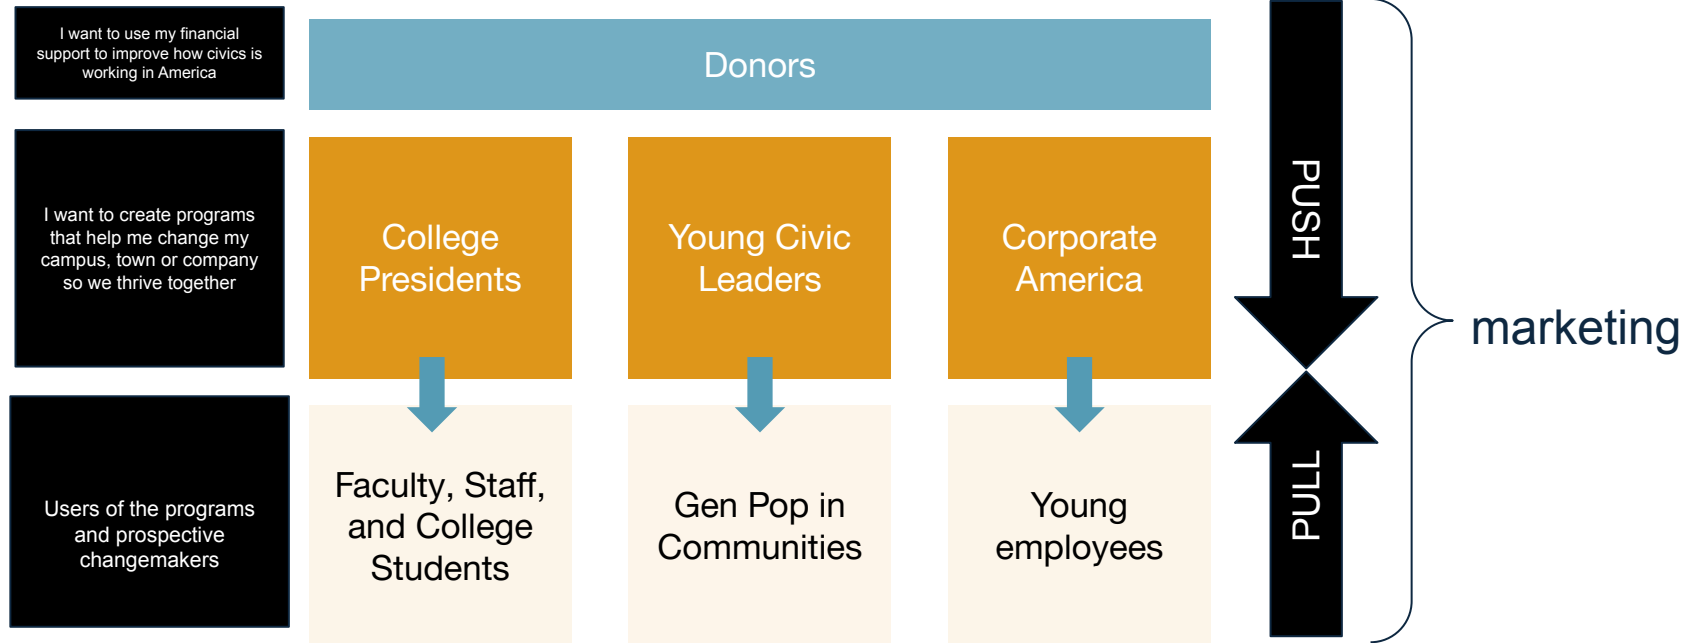 I want to use my financial
support to improve how civics is
working in America
Donors
I want to create programs
that help me change my
campus, town or company
so we thrive together
College
Presidents
Young Civic
Leaders
Corporate
America
PUSH
marketing
Users of the programs
and prospective
changemakers
Faculty, Staff,
and College
Students
Gen Pop in
Communities
Young
employees
PULL